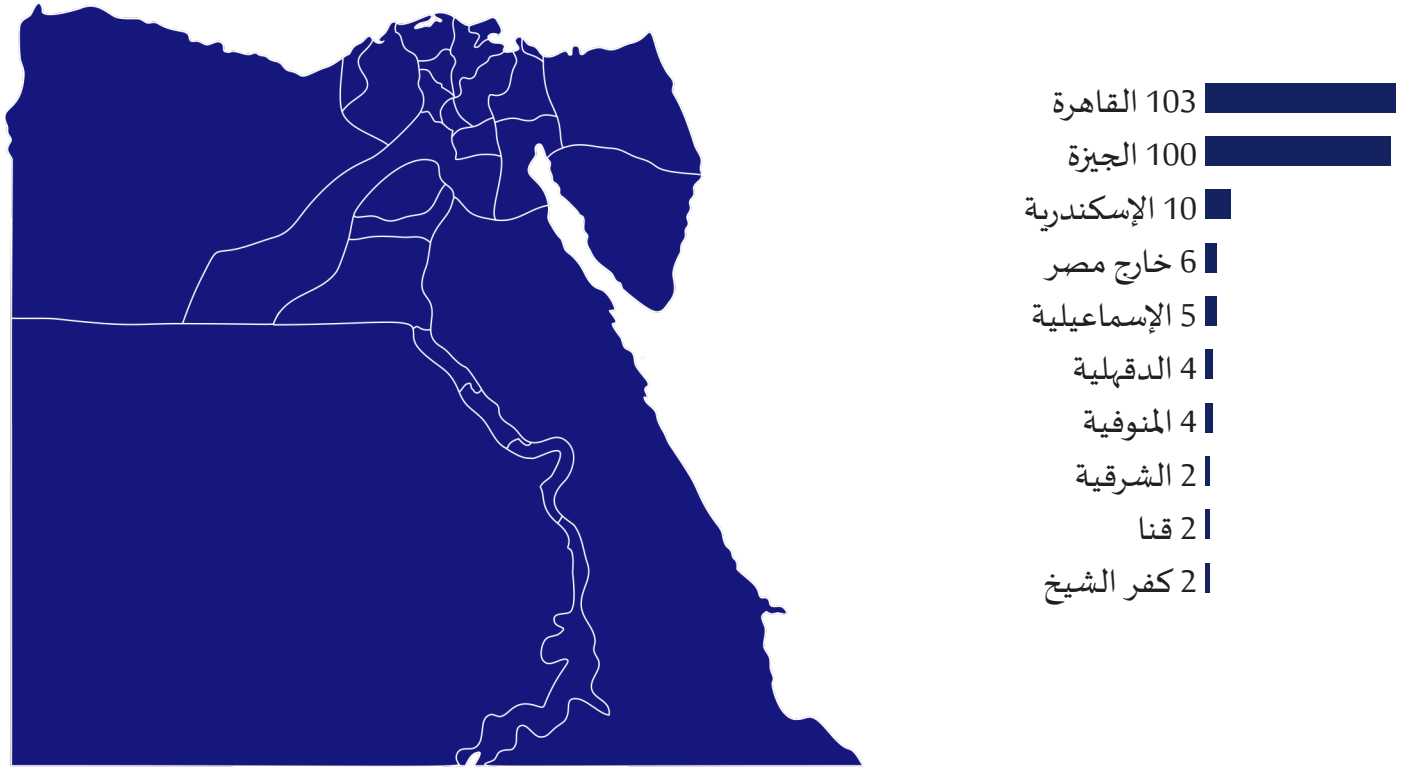 103 القاهرة
100 الجيزة
10 الإسكندرية
6 خارج مصر
5 الإسماعيلية
4 الدقهلية
4 المنوفية
2 الشرقية
2 قنا
2 كفر الشيخ